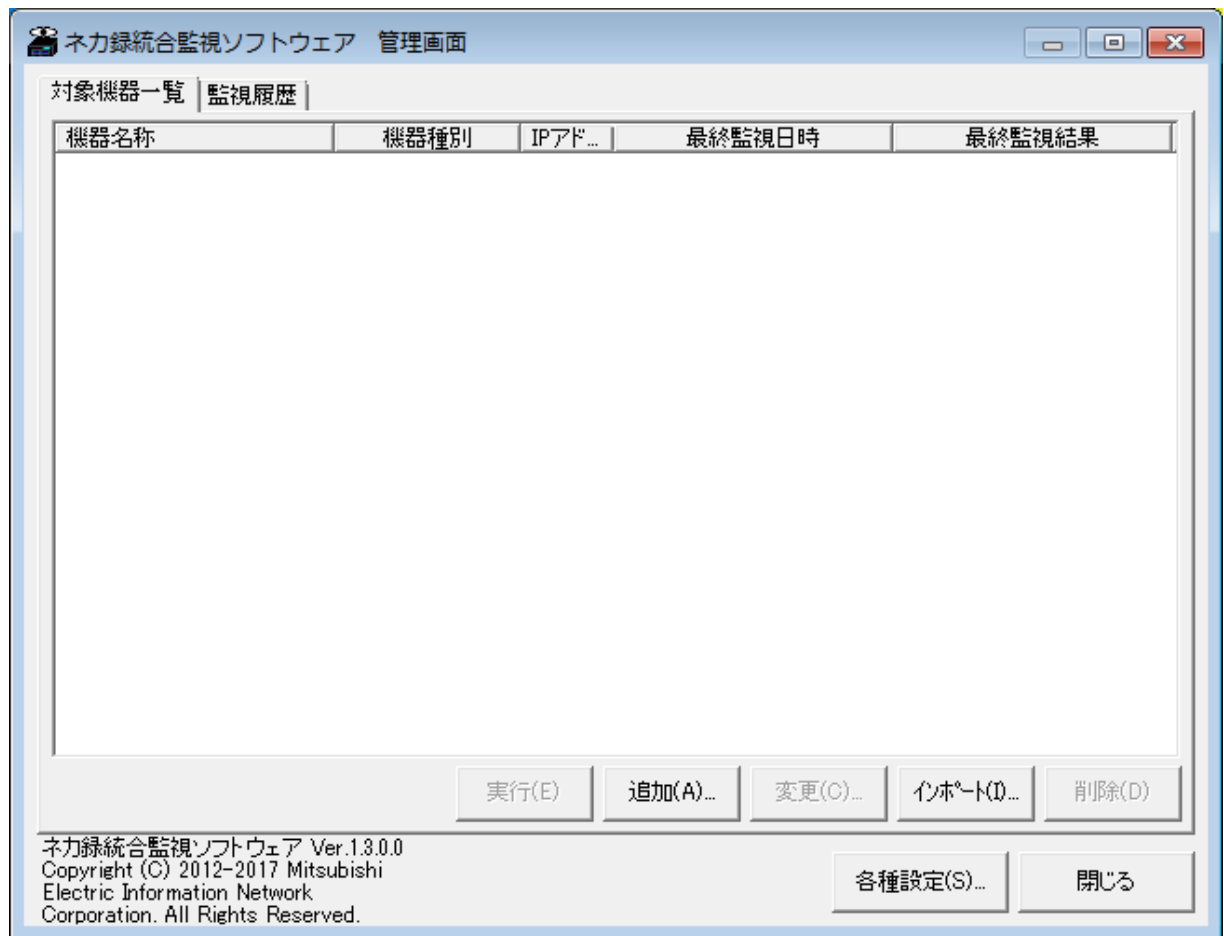 ネカ録統合監視ソフトウェア 管理画面
対象機器一覧 監視履歴
機器名称 機器種別 IPアド... 最終監視日時 最終監視結果
実行(E) 追加(A)... 変更(C)... インポート(I)... 削除(D)
ネカ録統合監視ソフトウェア Ver.1.3.0.0
Copyright (C) 2012-2017 Mitsubishi
Electric Information Network
Corporation. All Rights Reserved.
各種設定(S)... 閉じる